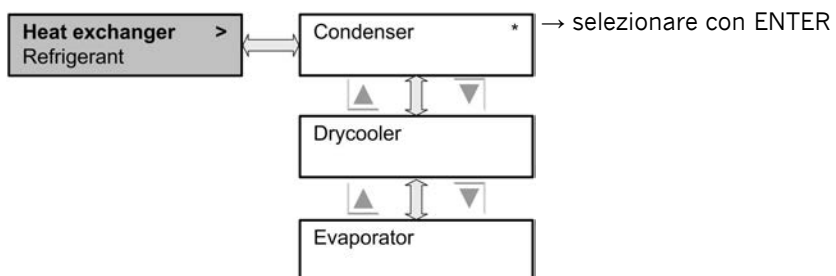 Heat exchanger >
Refrigerant
Condenser *
→ selezionare con ENTER
Drycooler
Evaporator